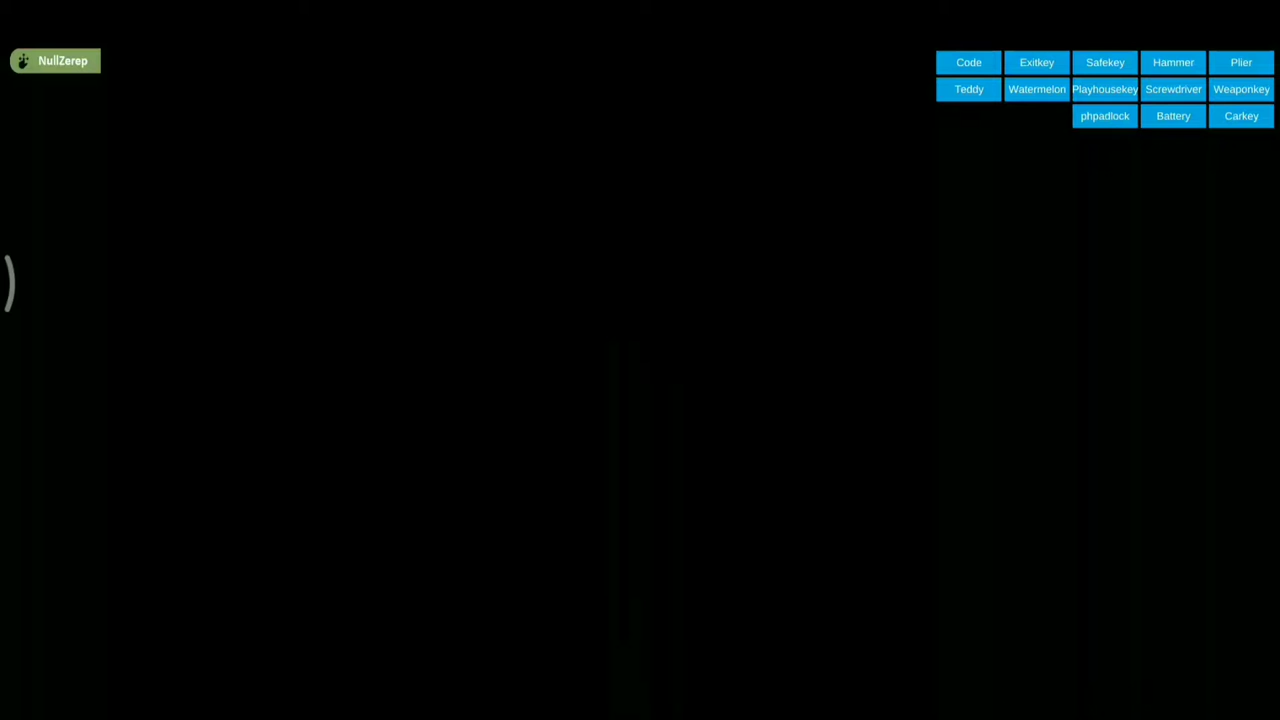 NullZerep
Code Exitkey Safekey Hammer Plier
Teddy Watermelon Playhousekey Screwdriver Weaponkey
phpadlock Battery Carkey